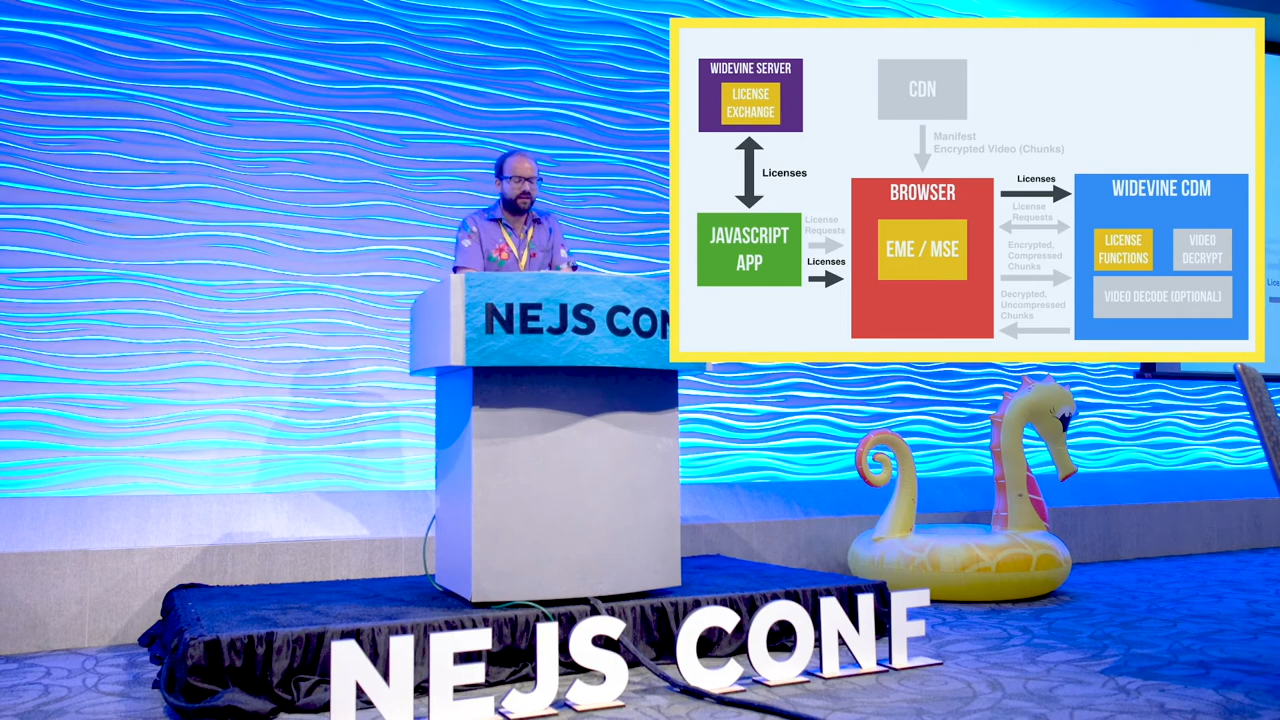 WIDEVINE SERVER
LICENSE
EXCHANGE
CDN
Manifest
Encrypted Video (Chunks)
Licenses
JAVASCRIPT
APP
License
Requests
Licenses
BROWSER
EME / MSE
Licenses
License
Requests
Encrypted,
Compressed
Chunks
Decrypted,
Uncompressed
Chunks
WIDEVINE CDM
LICENSE
FUNCTIONS
VIDEO
DECRYPT
VIDEO DECODE (OPTIONAL)
NEJS CON
NEJS CONF